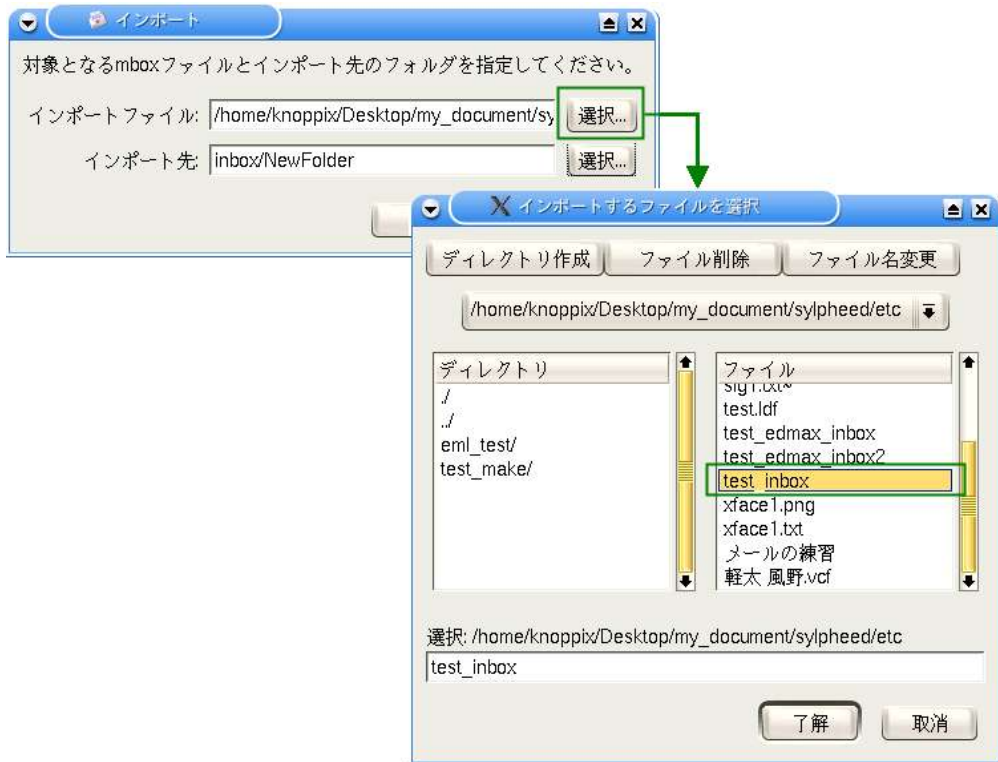 インポート
対象となるmboxファイルとインポート先のフォルダを指定してください。
インポートファイル: /home/knoppix/Desktop/my_document/sy 選択...
インポート先: inbox/NewFolder 選択...
インポートするファイルを選択
ディレクトリ作成 ファイル削除 ファイル名変更
/home/knoppix/Desktop/my_document/sylpheed/etc
ディレクトリ
./
../
eml_test/
test_make/
ファイル
sig1.txt~
test.ldf
test_edmax_inbox
test_edmax_inbox2
test_inbox
xface1.png
xface1.txt
メールの練習
軽太 風野.vcf
選択: /home/knoppix/Desktop/my_document/sylpheed/etc
test_inbox
了解 取消